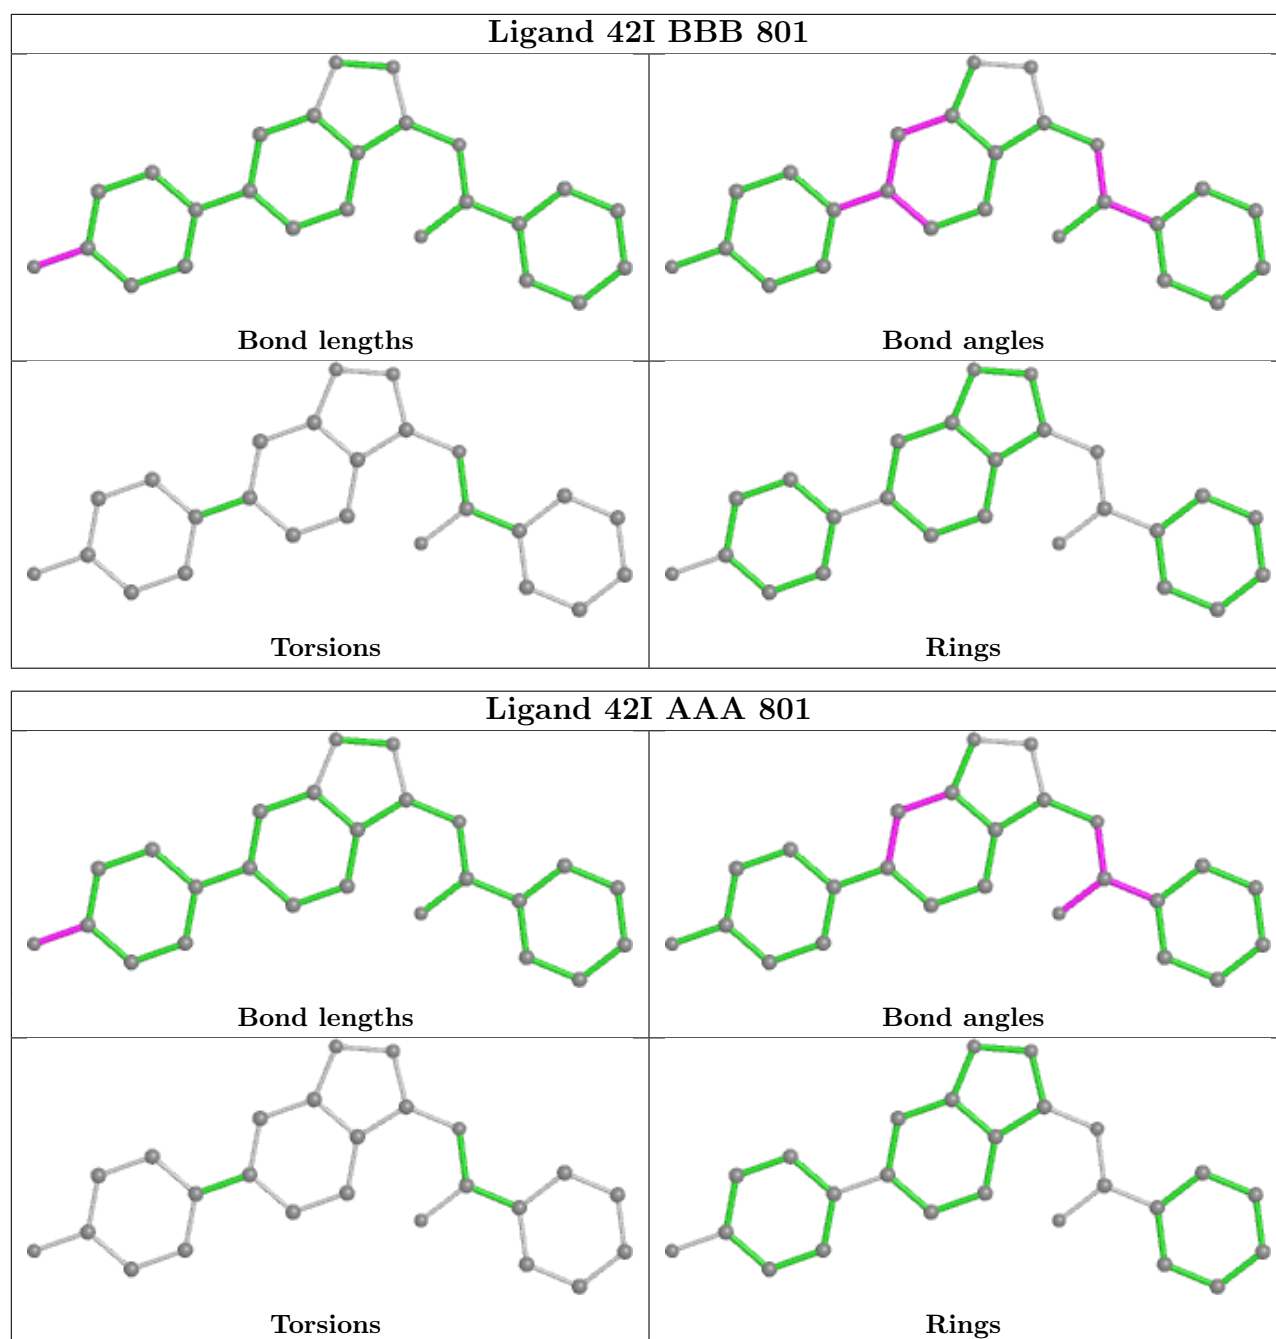 Ligand 42I BBB 801
Bond lengths
Bond angles
Torsions
Rings
Ligand 42I AAA 801
Bond lengths
Bond angles
Torsions
Rings